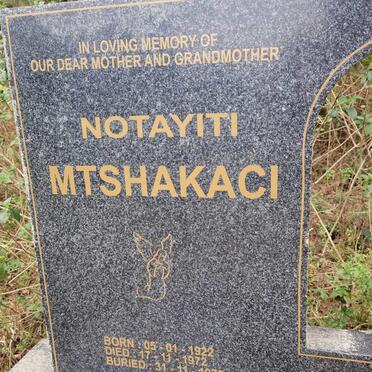 IN LOVING MEMORY OF
OUR DEAR MOTHER AND GRANDMOTHER
NOTAYITI
MTSHAKACI
BORN : 05 - 01 - 1922
DIED : 17 - 11 - 1972
BURIED : 31 - 11 -